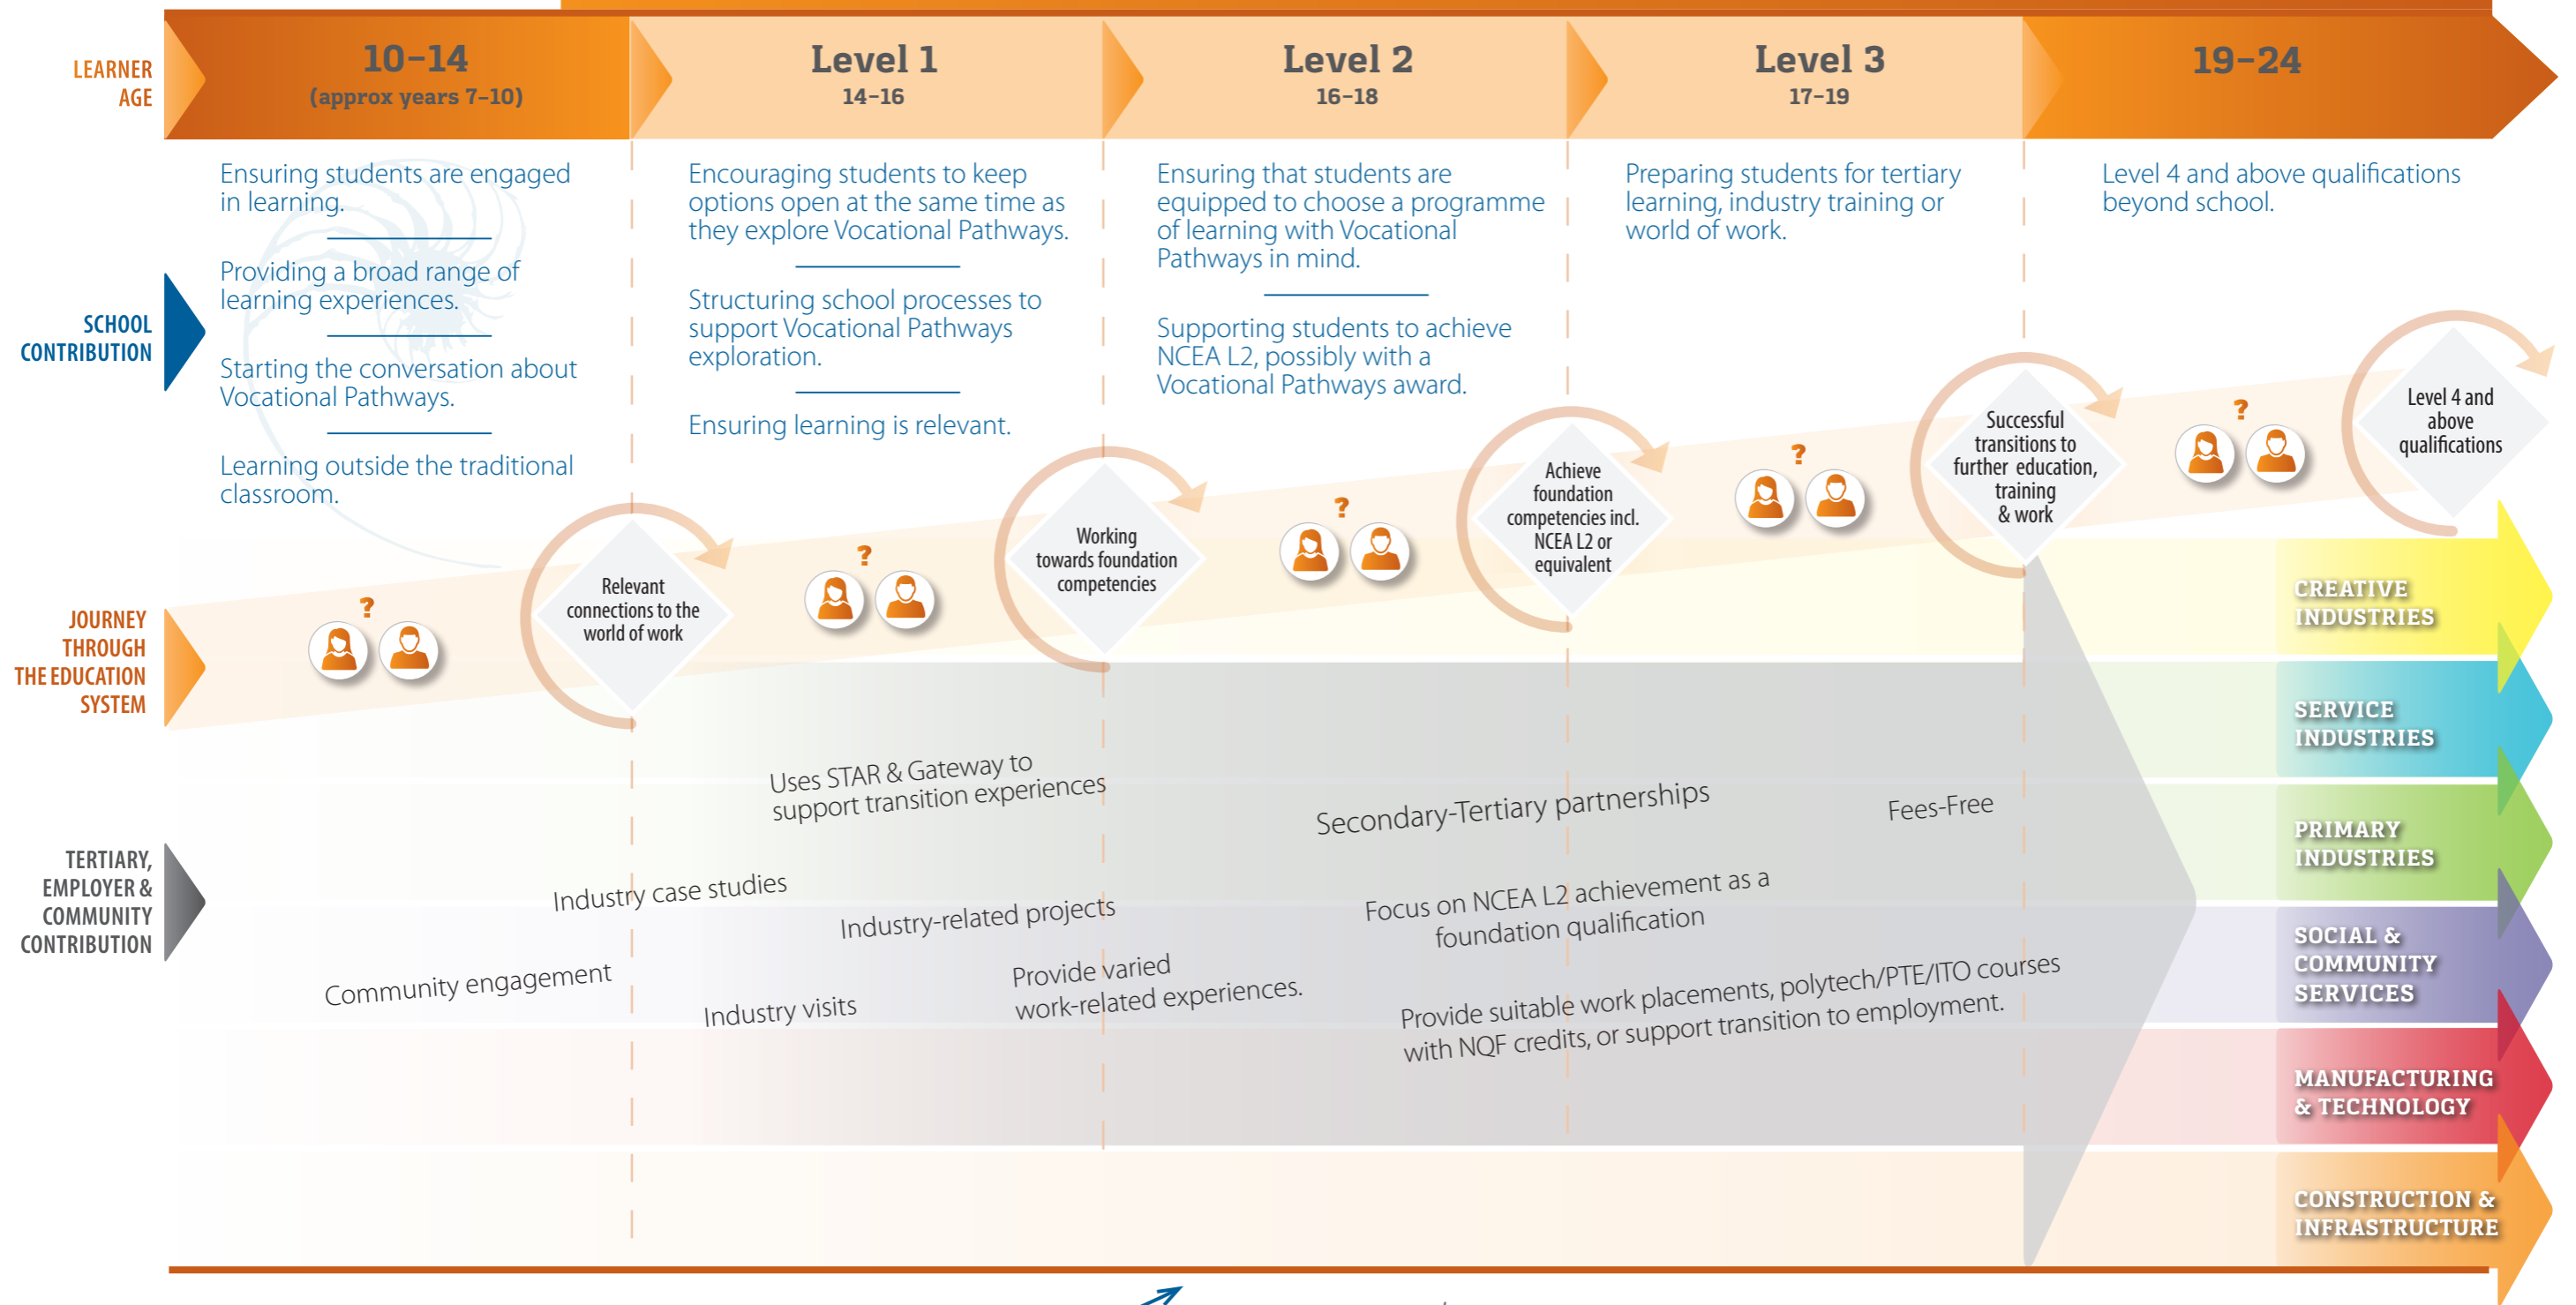 LEARNER
AGE
10–14
(approx years 7–10)
Level 1
14–16
Level 2
16–18
Level 3
17–19
19–24
SCHOOL
CONTRIBUTION
Ensuring students are engaged
in learning.
Providing a broad range of
learning experiences.
Starting the conversation about
Vocational Pathways.
Learning outside the traditional
classroom.
Encouraging students to keep
options open at the same time as
they explore Vocational Pathways.
Structuring school processes to
support Vocational Pathways
exploration.
Ensuring learning is relevant.
Ensuring that students are
equipped to choose a programme
of learning with Vocational
Pathways in mind.
Supporting students to achieve
NCEA L2, possibly with a
Vocational Pathways award.
Preparing students for tertiary
learning, industry training or
world of work.
Level 4 and above qualifications
beyond school.
JOURNEY
THROUGH
THE EDUCATION
SYSTEM
?
Relevant
connections to the
world of work
?
Working
towards foundation
competencies
?
Achieve
foundation
competencies incl.
NCEA L2 or
equivalent
?
Successful
transitions to
further education,
training
& work
?
Level 4 and
above
qualifications
TERTIARY,
EMPLOYER &
COMMUNITY
CONTRIBUTION
Uses STAR & Gateway to
support transition experiences
Industry case studies
Industry-related projects
Community engagement
Industry visits
Provide varied
work-related experiences.
Secondary-Tertiary partnerships
Fees-Free
Focus on NCEA L2 achievement as a
foundation qualification
Provide suitable work placements, polytech/PTE/ITO courses
with NQF credits, or support transition to employment.
CREATIVE
INDUSTRIES
SERVICE
INDUSTRIES
PRIMARY
INDUSTRIES
SOCIAL &
COMMUNITY
SERVICES
MANUFACTURING
& TECHNOLOGY
CONSTRUCTION &
INFRASTRUCTURE